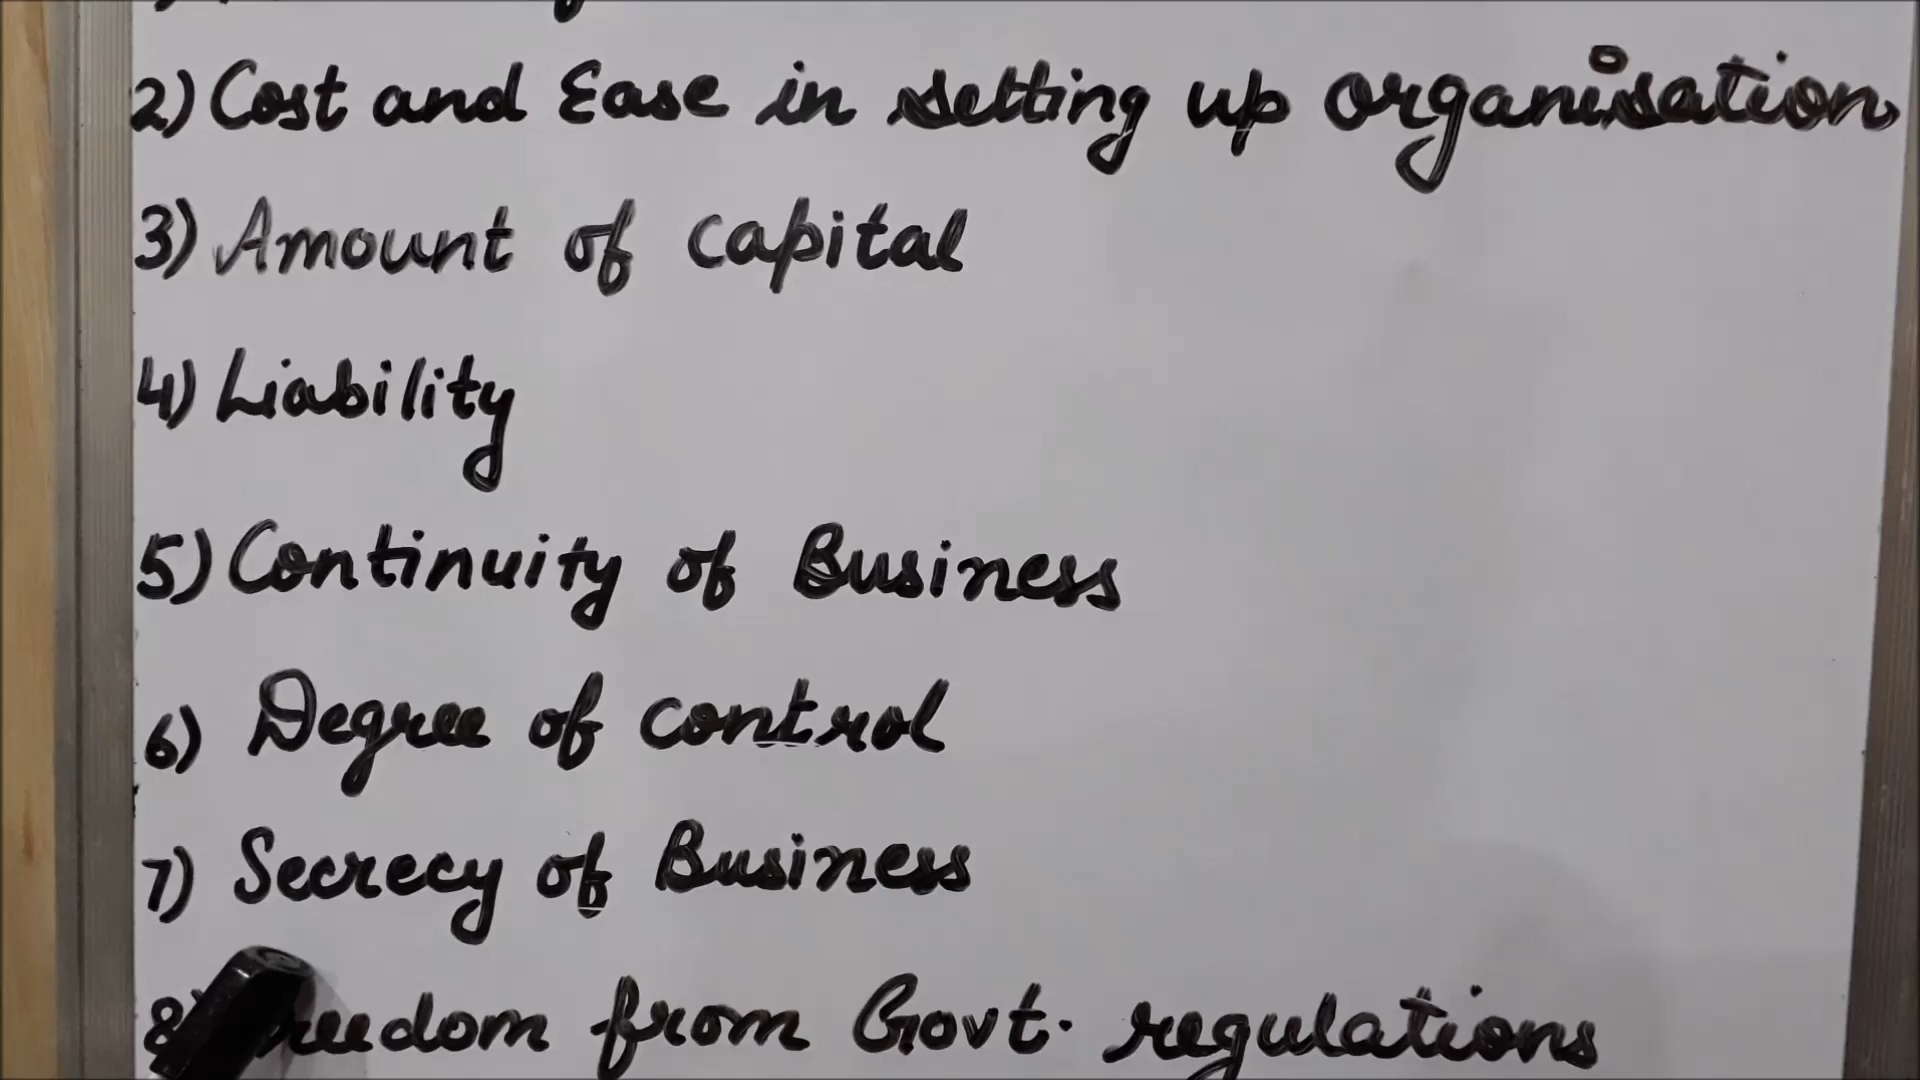 2) Cost and Ease in setting up organisation
3) Amount of capital
4) Liability
5) Continuity of Business
6) Degree of control
7) Secrecy of Business
8) from Govt. regulations